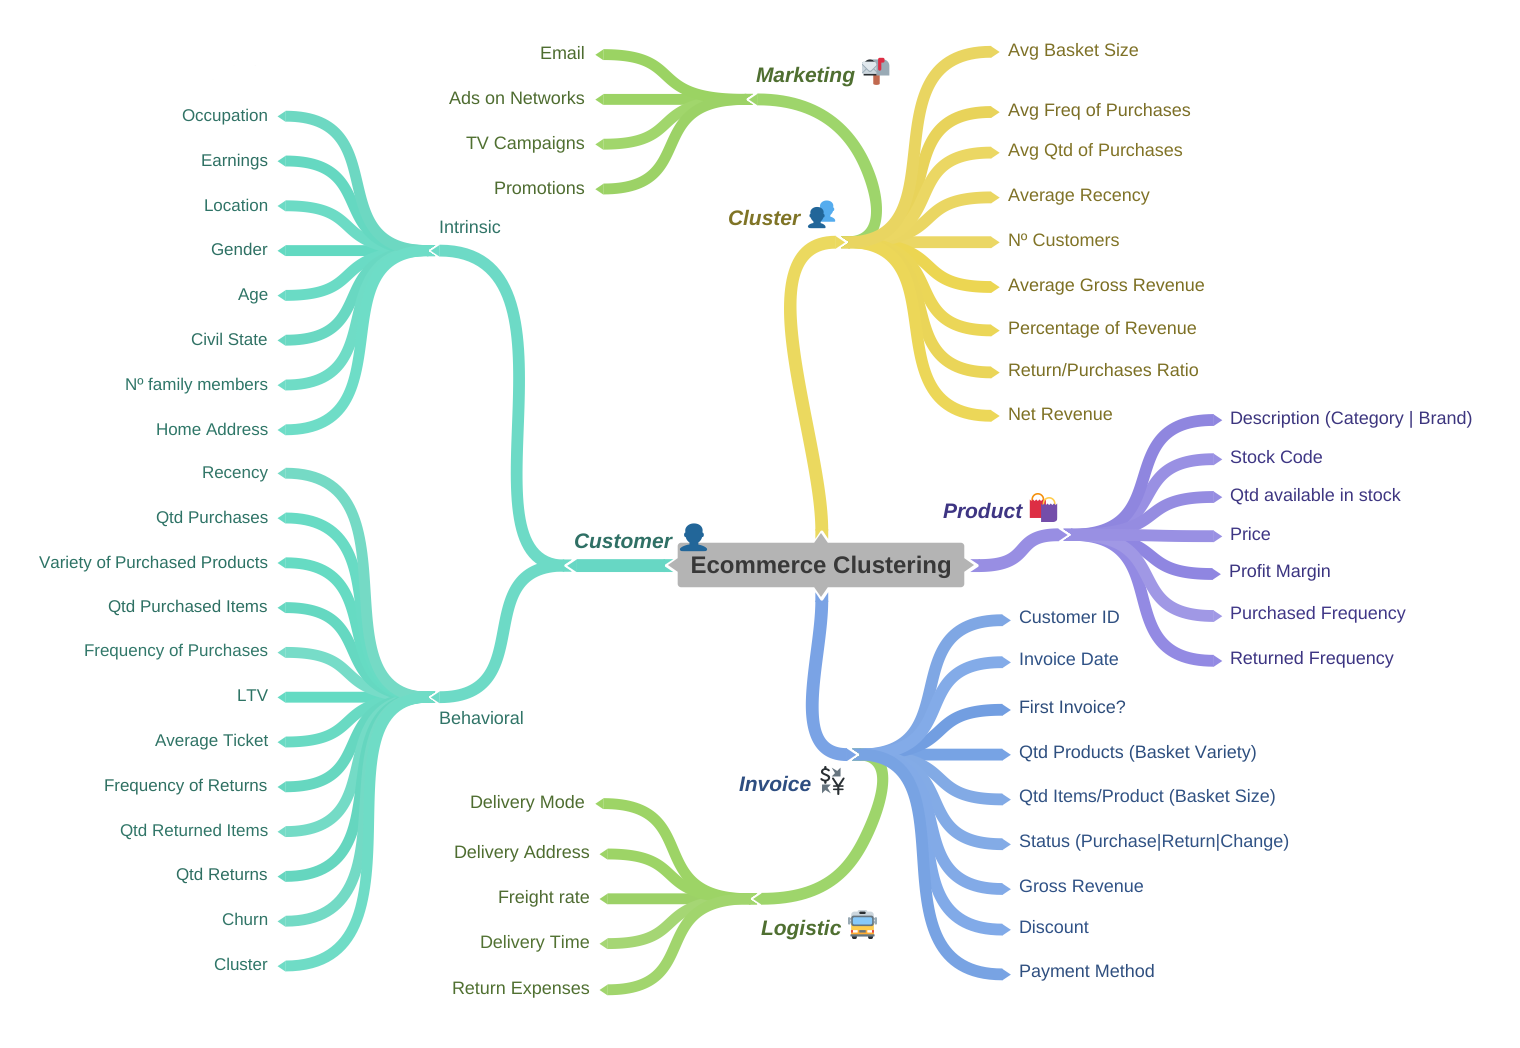 Ecommerce Clustering
Customer
Intrinsic
Occupation
Earnings
Location
Gender
Age
Civil State
Nº family members
Home Address
Behavioral
Recency
Qtd Purchases
Variety of Purchased Products
Qtd Purchased Items
Frequency of Purchases
LTV
Average Ticket
Frequency of Returns
Qtd Returned Items
Qtd Returns
Churn
Cluster
Marketing
Email
Ads on Networks
TV Campaigns
Promotions
Cluster
Avg Basket Size
Avg Freq of Purchases
Avg Qtd of Purchases
Average Recency
Nº Customers
Average Gross Revenue
Percentage of Revenue
Return/Purchases Ratio
Net Revenue
Product
Description (Category | Brand)
Stock Code
Qtd available in stock
Price
Profit Margin
Purchased Frequency
Returned Frequency
Invoice
Customer ID
Invoice Date
First Invoice?
Qtd Products (Basket Variety)
Qtd Items/Product (Basket Size)
Status (Purchase|Return|Change)
Gross Revenue
Discount
Payment Method
Logistic
Delivery Mode
Delivery Address
Freight rate
Delivery Time
Return Expenses